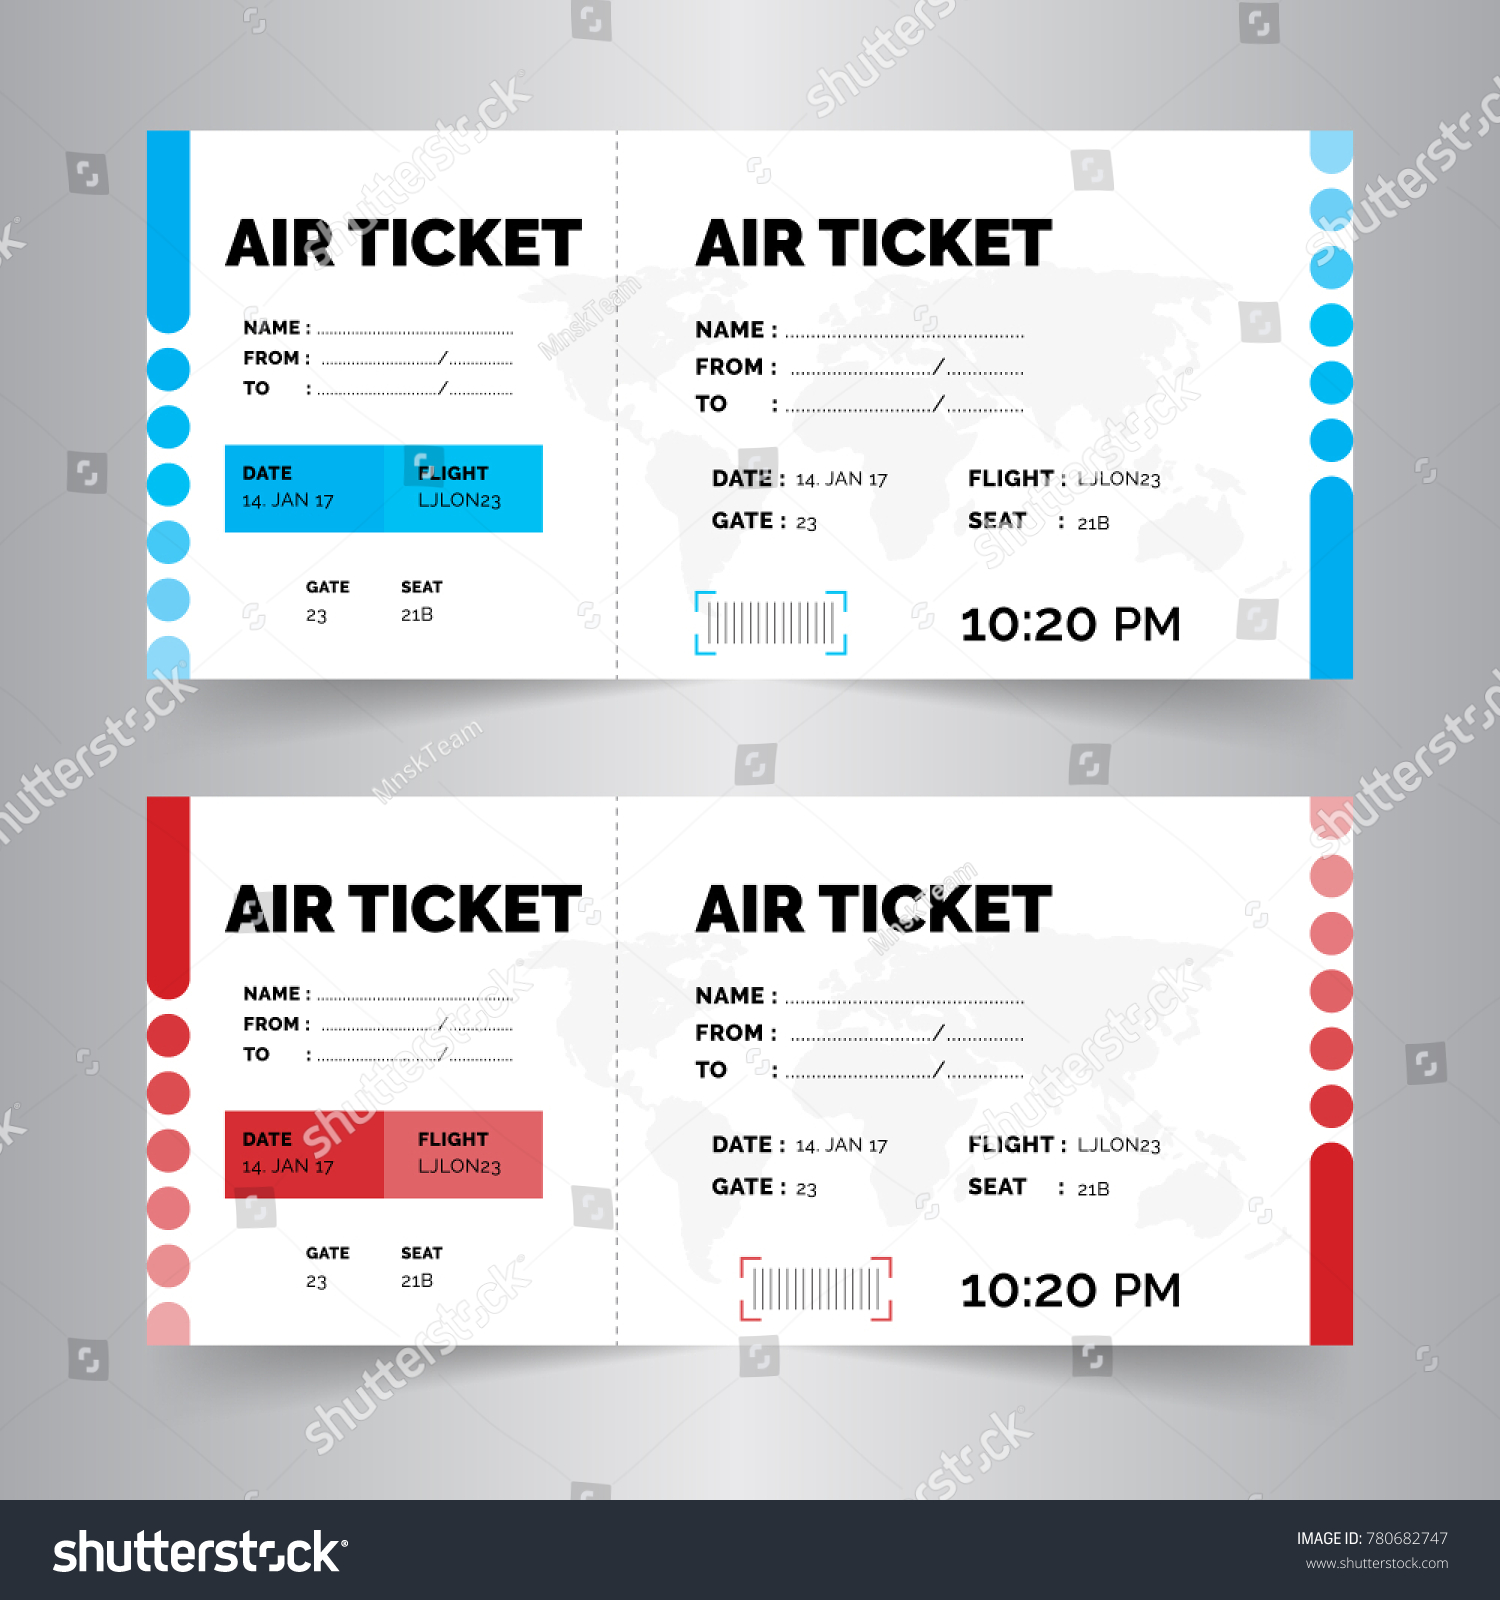 AIR TICKET
NAME : ........................................
FROM : ........................./.............
TO : ........................../.............
DATE FLIGHT
14. JAN 17 LJLON23
GATE SEAT
23 21B
AIR TICKET
NAME : ........................................
FROM : ........................./.............
TO : ........................../.............
DATE : 14. JAN 17 FLIGHT : LJLON23
GATE : 23 SEAT : 21B
10:20 PM
AIR TICKET
NAME : ........................................
FROM : ........................./.............
TO : ........................../.............
DATE FLIGHT
14. JAN 17 LJLON23
GATE SEAT
23 21B
AIR TICKET
NAME : ........................................
FROM : ........................./.............
TO : ........................../.............
DATE : 14. JAN 17 FLIGHT : LJLON23
GATE : 23 SEAT : 21B
10:20 PM
shutterstock
MnskTeam
shutterstock
IMAGE ID: 780682747
www.shutterstock.com